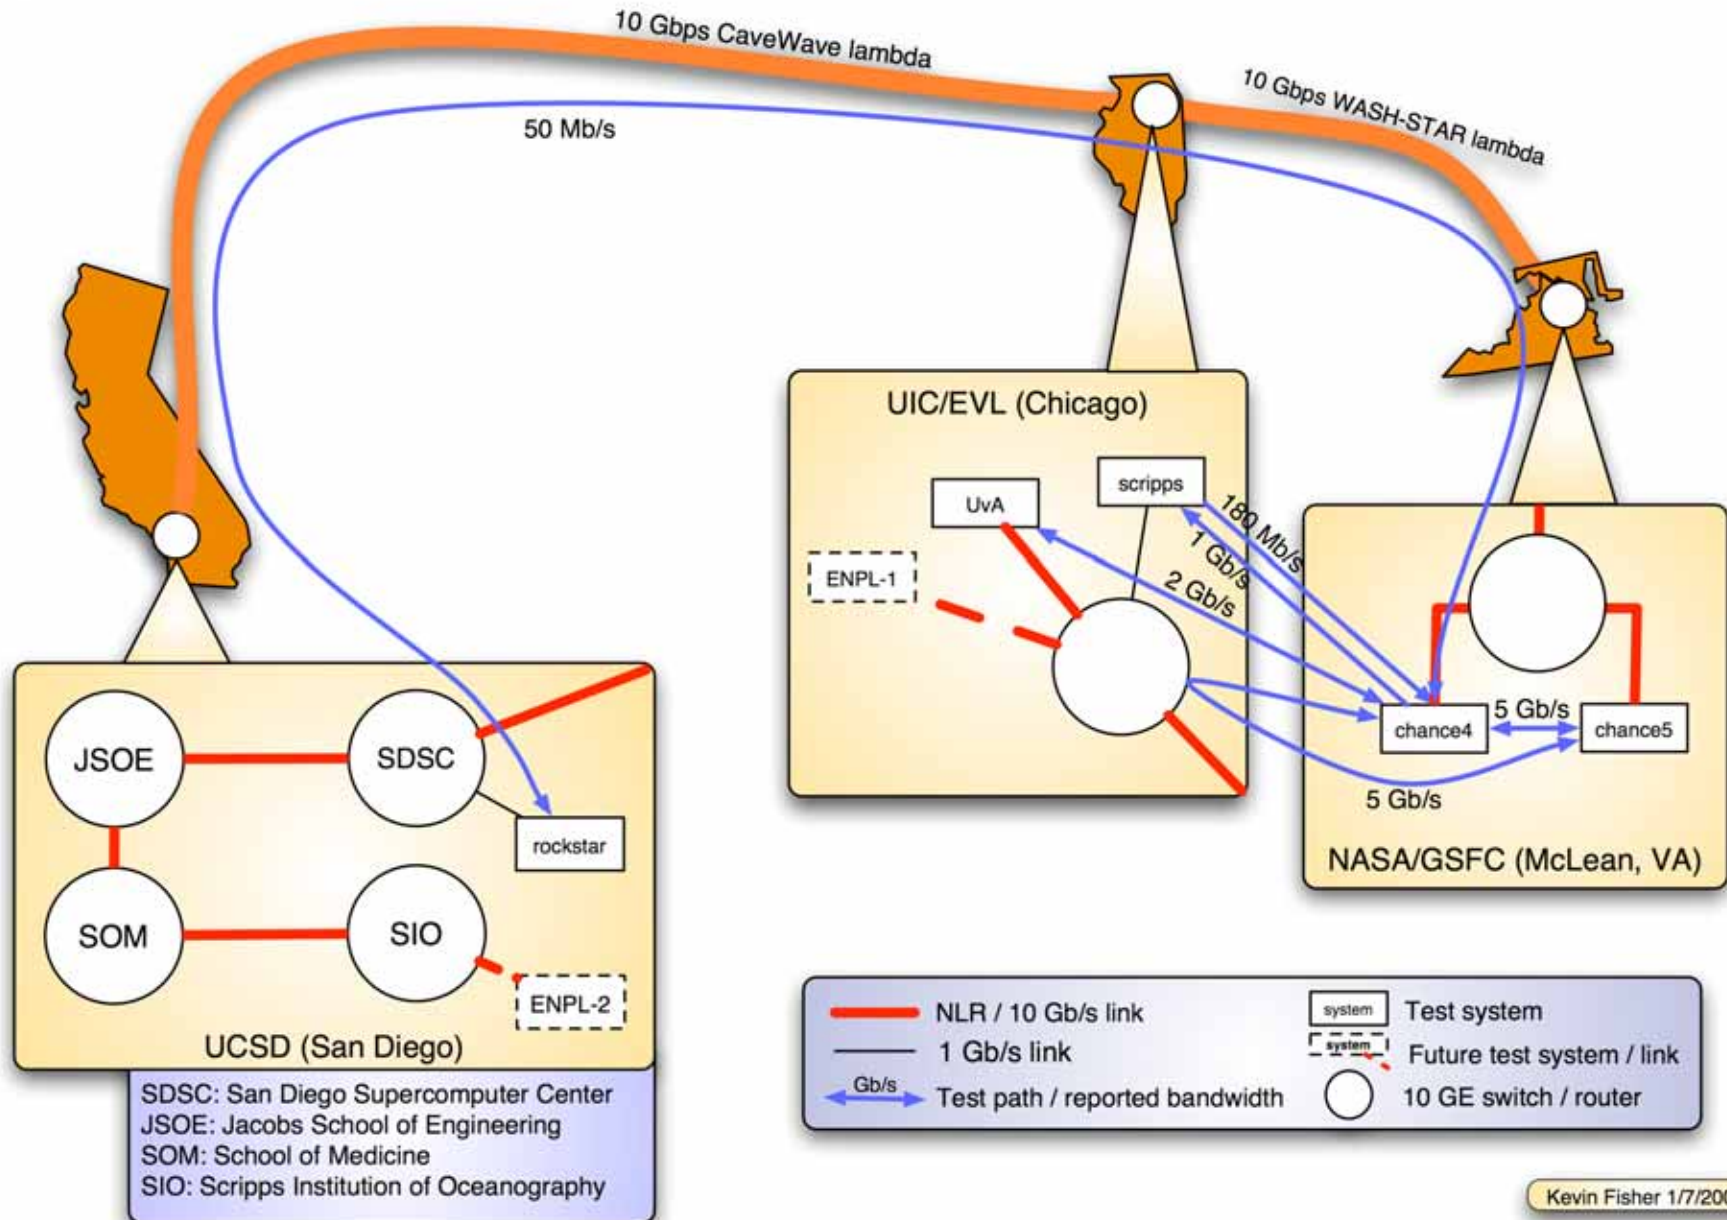 10 Gbps CaveWave lambda
10 Gbps WASH-STAR lambda
50 Mb/s
UIC/EVL (Chicago)
UvA
scripps
ENPL-1
180 Mb/s
1 Gb/s
2 Gb/s
chance4
5 Gb/s
chance5
5 Gb/s
NASA/GSFC (McLean, VA)
JSOE
SDSC
rockstar
SOM
SIO
ENPL-2
UCSD (San Diego)
SDSC: San Diego Supercomputer Center
JSOE: Jacobs School of Engineering
SOM: School of Medicine
SIO: Scripps Institution of Oceanography
NLR / 10 Gb/s link
1 Gb/s link
Gb/s
Test path / reported bandwidth
system
Test system
system
Future test system / link
10 GE switch / router
Kevin Fisher